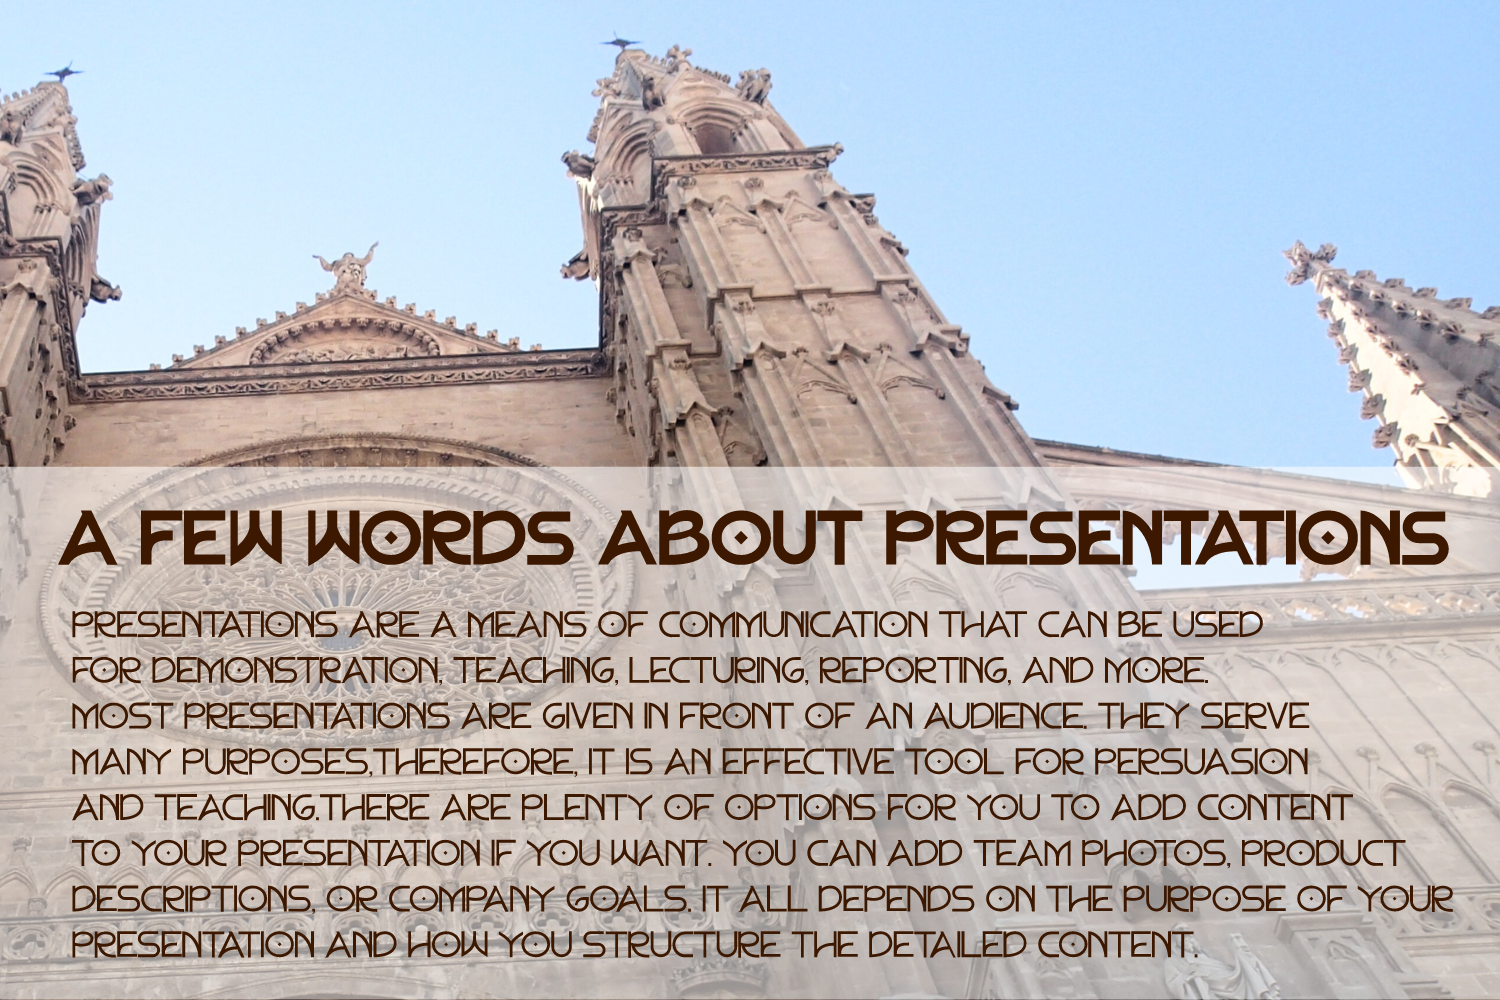 A FEW WORDS ABOUT PRESENTATIONS
PRESENTATIONS ARE A MEANS OF COMMUNICATION THAT CAN BE USED
FOR DEMONSTRATION, TEACHING, LECTURING, REPORTING, AND MORE.
MOST PRESENTATIONS ARE GIVEN IN FRONT OF AN AUDIENCE. THEY SERVE
MANY PURPOSES,THEREFORE, IT IS AN EFFECTIVE TOOL FOR PERSUASION
AND TEACHING.THERE ARE PLENTY OF OPTIONS FOR YOU TO ADD CONTENT
TO YOUR PRESENTATION IF YOU WANT. YOU CAN ADD TEAM PHOTOS, PRODUCT
DESCRIPTIONS, OR COMPANY GOALS. IT ALL DEPENDS ON THE PURPOSE OF YOUR
PRESENTATION AND HOW YOU STRUCTURE THE DETAILED CONTENT.